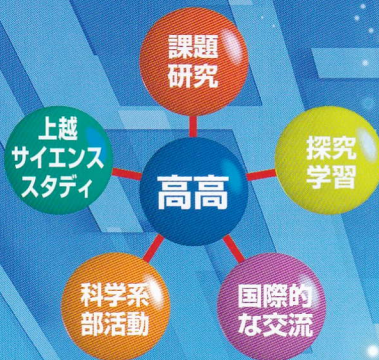 課題
研究
上越
サイエンス
スタディ
探究
学習
高高
科学系
部活動
国際的
な交流